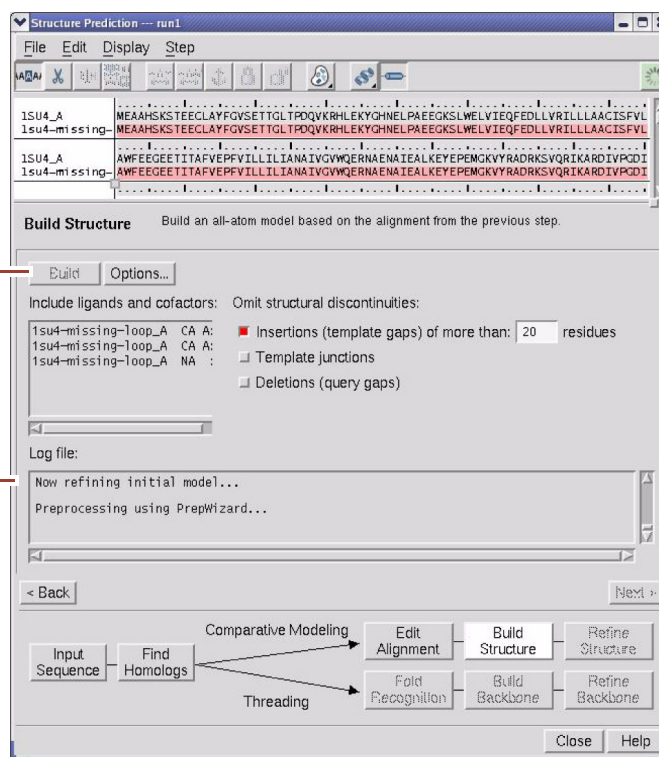 Structure Prediction --- run1
File Edit Display Step
1SU4_A MEAAHSKSTEECLAYFGVSETTGLTPDQVKRHLEKYGHNELPAEEGKSLWELVIEQFEDLLVRILLLAACISFVL
1su4-missing- MEAAHSKSTEECLAYFGVSETTGLTPDQVKRHLEKYGHNELPAEEGKSLWELVIEQFEDLLVRILLLAACISFVL
1SU4_A AWFEEGEETITAFVEPFVILLILIANAIVGVWQERNAENAIEALKEYEPEMGKVYRADRKSVQRIKARDIVPGDI
1su4-missing- AWFEEGEETITAFVEPFVILLILIANAIVGVWQERNAENAIEALKEYEPEMGKVYRADRKSVQRIKARDIVPGDI
Build Structure Build an all-atom model based on the alignment from the previous step.
Build Options...
Include ligands and cofactors: Omit structural discontinuities:
1su4-missing-loop_A CA A:
1su4-missing-loop_A CA A:
1su4-missing-loop_A NA :
Insertions (template gaps) of more than: 20 residues
Template junctions
Deletions (query gaps)
Log file:
Now refining initial model...
Preprocessing using PrepWizard...
< Back Next >
Comparative Modeling
Input Sequence
Find Homologs
Edit Alignment
Build Structure
Refine Structure
Threading
Fold Recognition
Build Backbone
Refine Backbone
Close Help